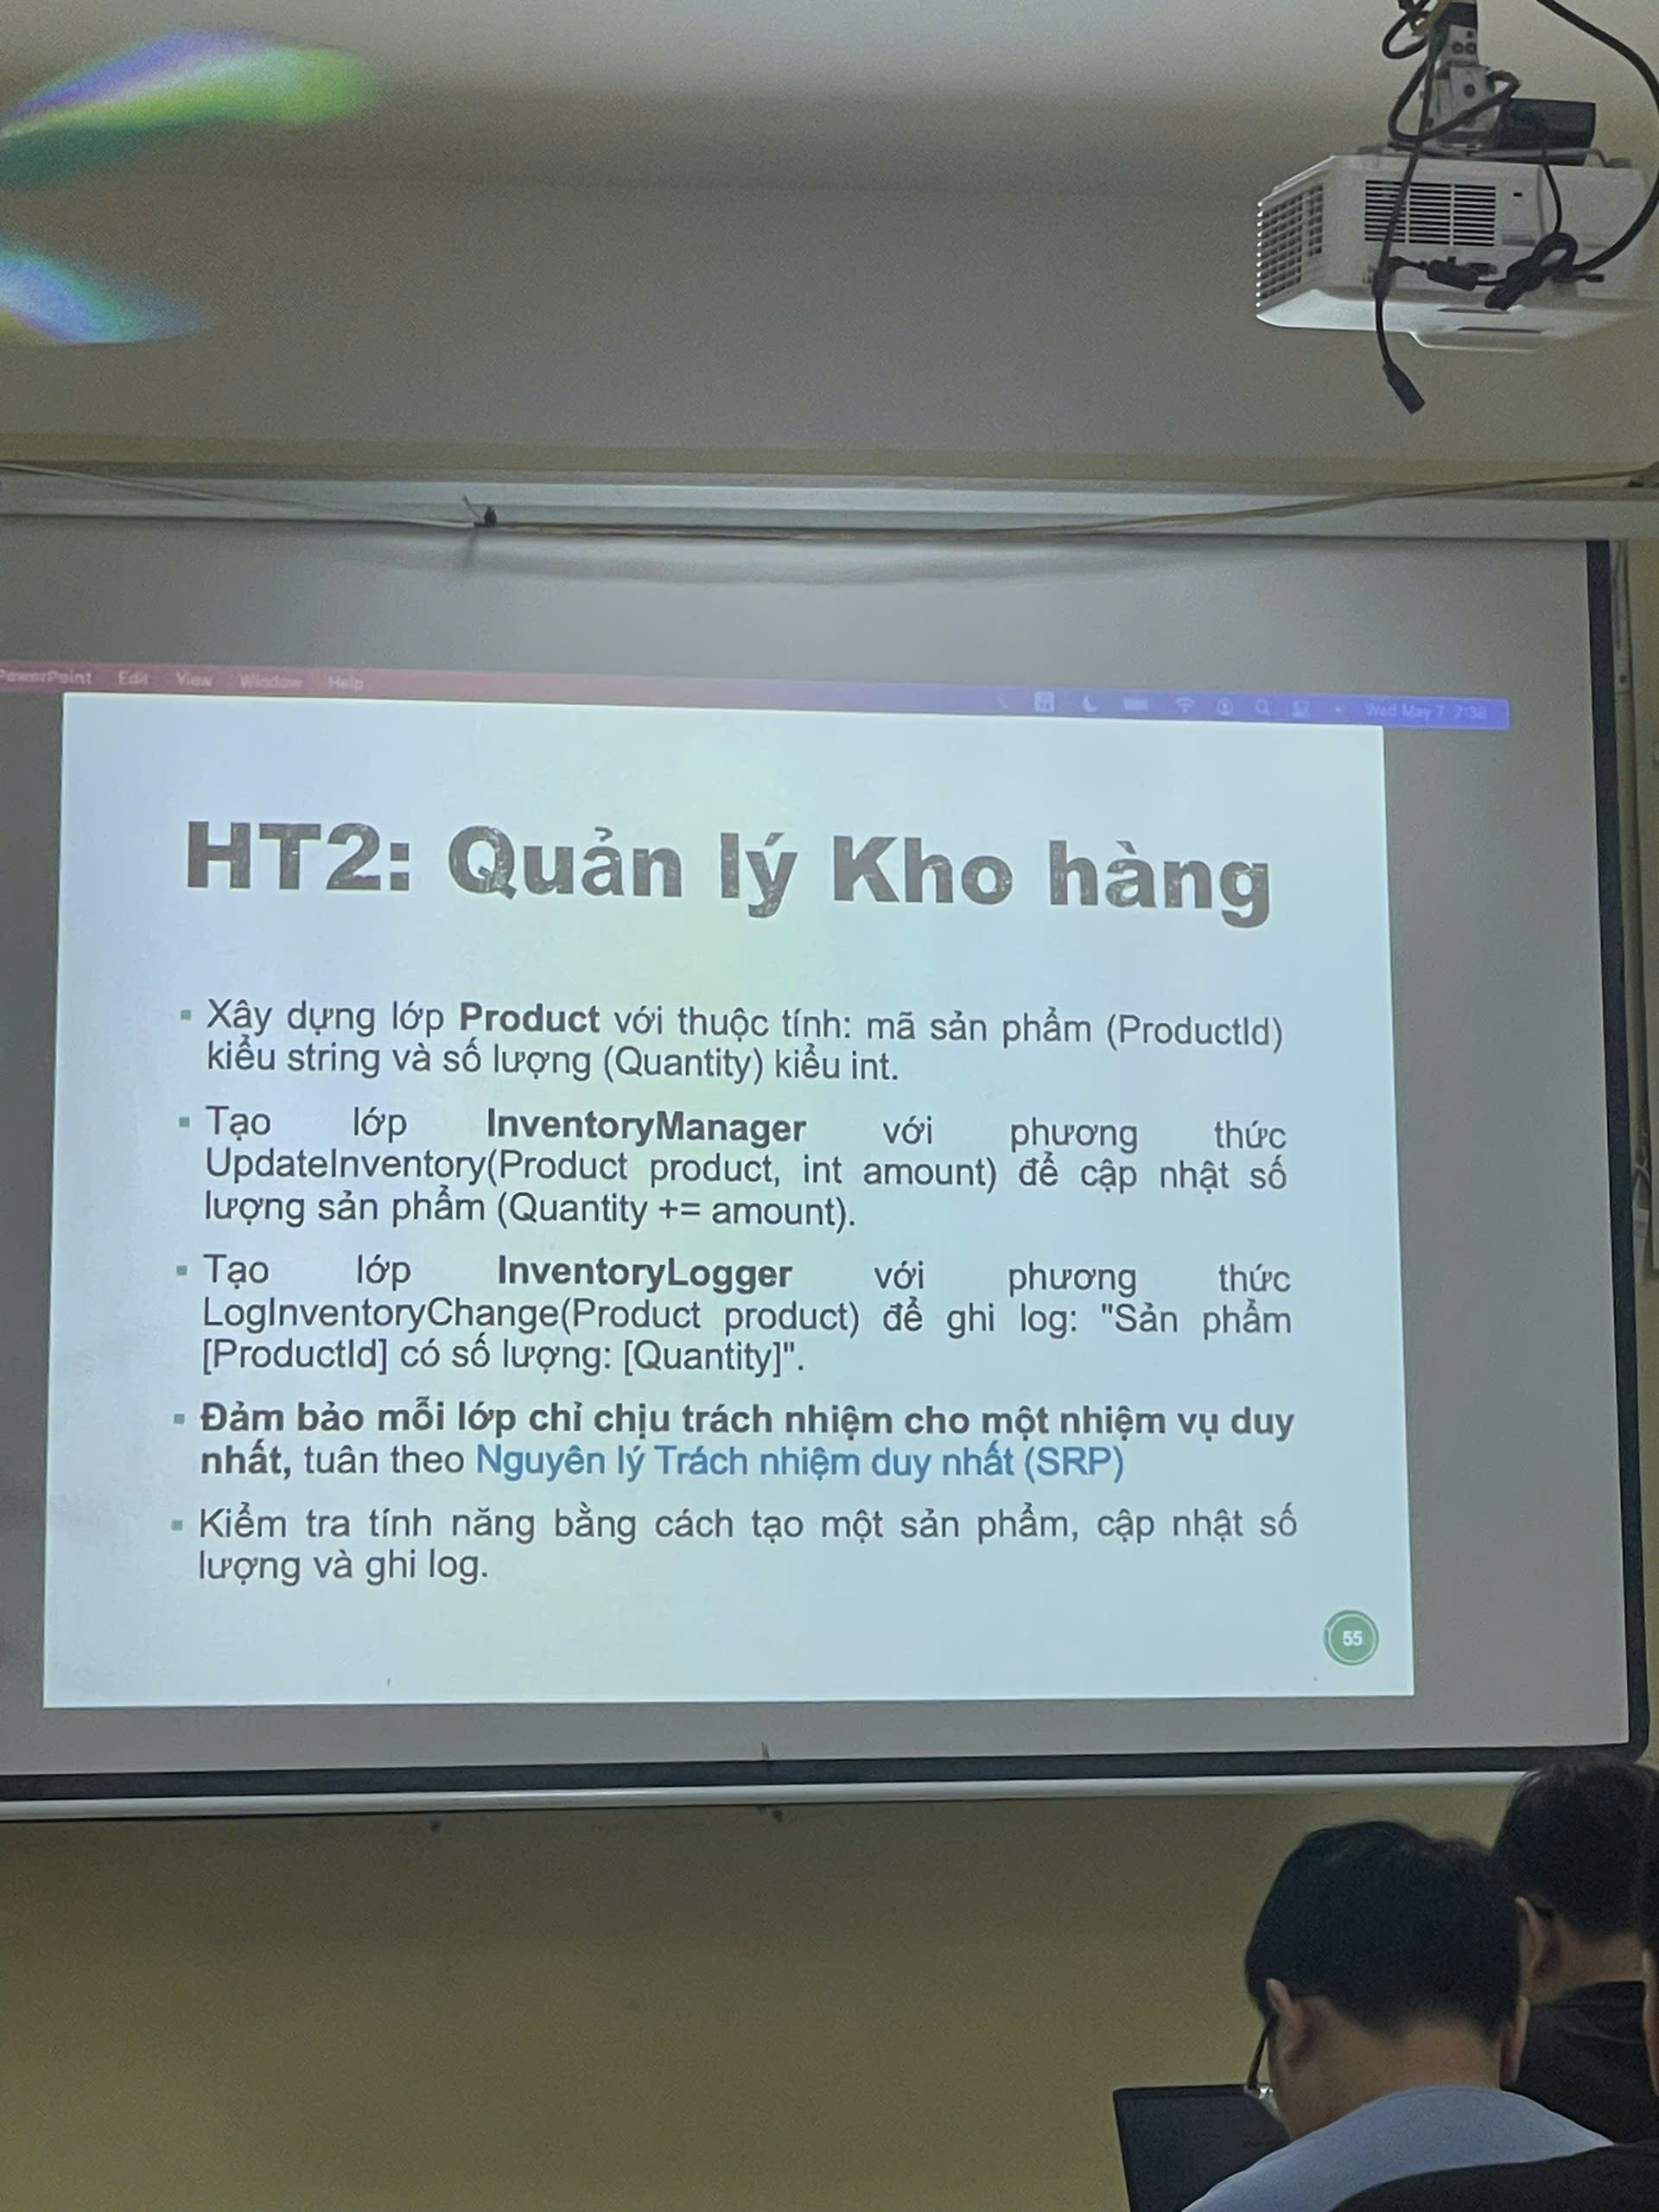 PowerPoint Edit View Window Help
Wed May 7 7:38
HT2: Quản lý Kho hàng
▪ Xây dựng lớp Product với thuộc tính: mã sản phẩm (ProductId)
kiểu string và số lượng (Quantity) kiểu int.
▪ Tạo lớp InventoryManager với phương thức
UpdateInventory(Product product, int amount) để cập nhật số
lượng sản phẩm (Quantity += amount).
▪ Tạo lớp InventoryLogger với phương thức
LogInventoryChange(Product product) để ghi log: "Sản phẩm
[ProductId] có số lượng: [Quantity]".
▪ Đảm bảo mỗi lớp chỉ chịu trách nhiệm cho một nhiệm vụ duy
nhất, tuân theo Nguyên lý Trách nhiệm duy nhất (SRP)
▪ Kiểm tra tính năng bằng cách tạo một sản phẩm, cập nhật số
lượng và ghi log.
55